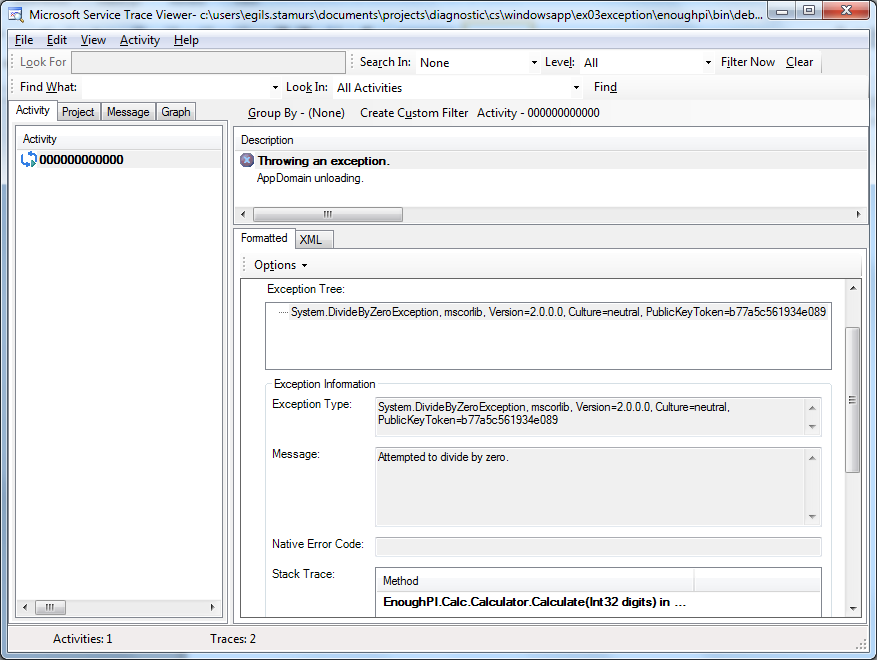 Microsoft Service Trace Viewer- c:\users\egils.stamurs\documents\projects\diagnostic\cs\windowsapp\ex03exception\enoughpi\bin\deb...
File Edit View Activity Help
Look For Search In: None Level: All Filter Now Clear
Find What: Look In: All Activities Find
Activity Project Message Graph
Group By - (None) Create Custom Filter Activity - 000000000000
Activity
000000000000
Description
Throwing an exception.
AppDomain unloading.
Formatted XML
Options
Exception Tree:
System.DivideByZeroException, mscorlib, Version=2.0.0.0, Culture=neutral, PublicKeyToken=b77a5c561934e089
Exception Information
Exception Type:
System.DivideByZeroException, mscorlib, Version=2.0.0.0, Culture=neutral,
PublicKeyToken=b77a5c561934e089
Message:
Attempted to divide by zero.
Native Error Code:
Stack Trace:
Method
EnoughPI.Calc.Calculator.Calculate(Int32 digits) in ...
Activities: 1 Traces: 2